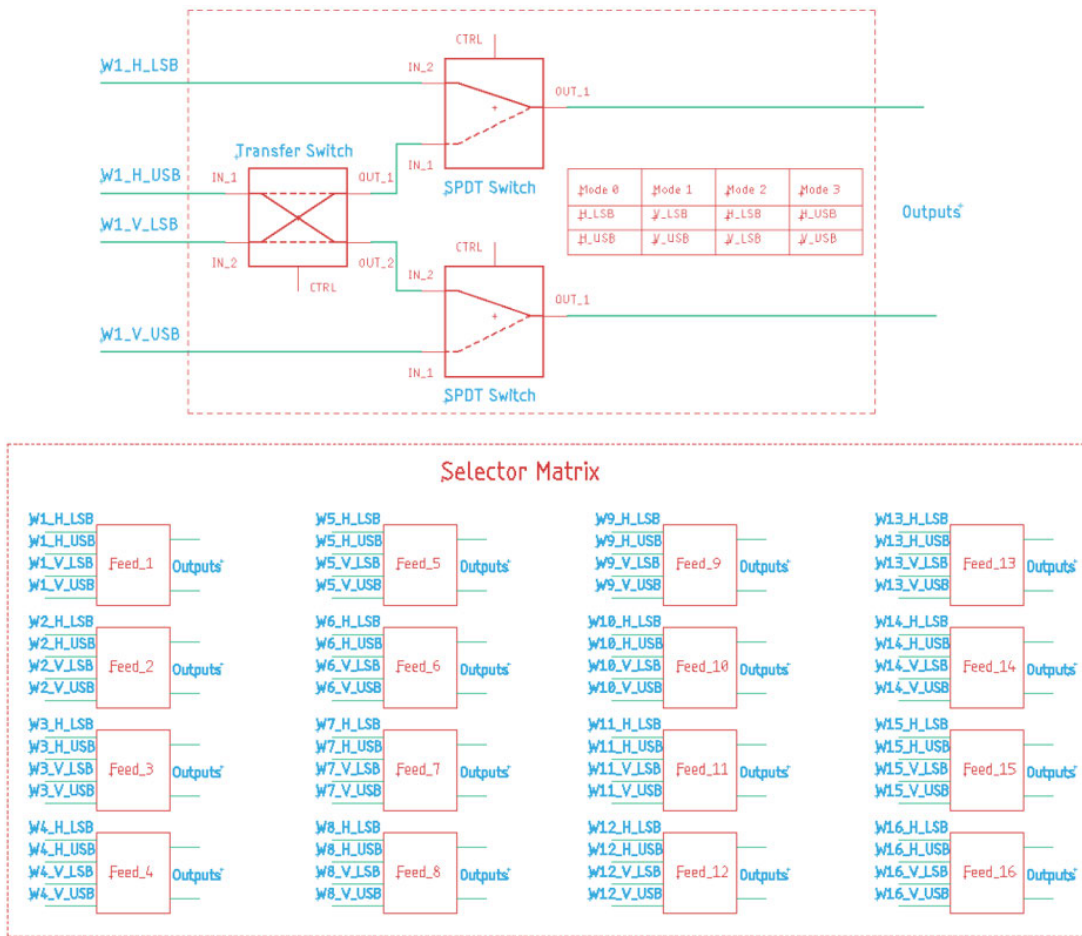 CTRL
W1_H_LSB
IN_2
OUT_1
IN_1
SPDT Switch
Transfer Switch
W1_H_USB
IN_1
OUT_1
W1_V_LSB
IN_2
OUT_2
CTRL
Mode 0 Mode 1 Mode 2 Mode 3
H_LSB V_LSB H_LSB H_USB
H_USB V_USB V_LSB V_USB
Outputs
CTRL
IN_2
OUT_1
W1_V_USB
IN_1
SPDT Switch
Selector Matrix
W1_H_LSB
W1_H_USB
W1_V_LSB
W1_V_USB
Feed_1
Outputs
W2_H_LSB
W2_H_USB
W2_V_LSB
W2_V_USB
Feed_2
Outputs
W3_H_LSB
W3_H_USB
W3_V_LSB
W3_V_USB
Feed_3
Outputs
W4_H_LSB
W4_H_USB
W4_V_LSB
W4_V_USB
Feed_4
Outputs
W5_H_LSB
W5_H_USB
W5_V_LSB
W5_V_USB
Feed_5
Outputs
W6_H_LSB
W6_H_USB
W6_V_LSB
W6_V_USB
Feed_6
Outputs
W7_H_LSB
W7_H_USB
W7_V_LSB
W7_V_USB
Feed_7
Outputs
W8_H_LSB
W8_H_USB
W8_V_LSB
W8_V_USB
Feed_8
Outputs
W9_H_LSB
W9_H_USB
W9_V_LSB
W9_V_USB
Feed_9
Outputs
W10_H_LSB
W10_H_USB
W10_V_LSB
W10_V_USB
Feed_10
Outputs
W11_H_LSB
W11_H_USB
W11_V_LSB
W11_V_USB
Feed_11
Outputs
W12_H_LSB
W12_H_USB
W12_V_LSB
W12_V_USB
Feed_12
Outputs
W13_H_LSB
W13_H_USB
W13_V_LSB
W13_V_USB
Feed_13
Outputs
W14_H_LSB
W14_H_USB
W14_V_LSB
W14_V_USB
Feed_14
Outputs
W15_H_LSB
W15_H_USB
W15_V_LSB
W15_V_USB
Feed_15
Outputs
W16_H_LSB
W16_H_USB
W16_V_LSB
W16_V_USB
Feed_16
Outputs